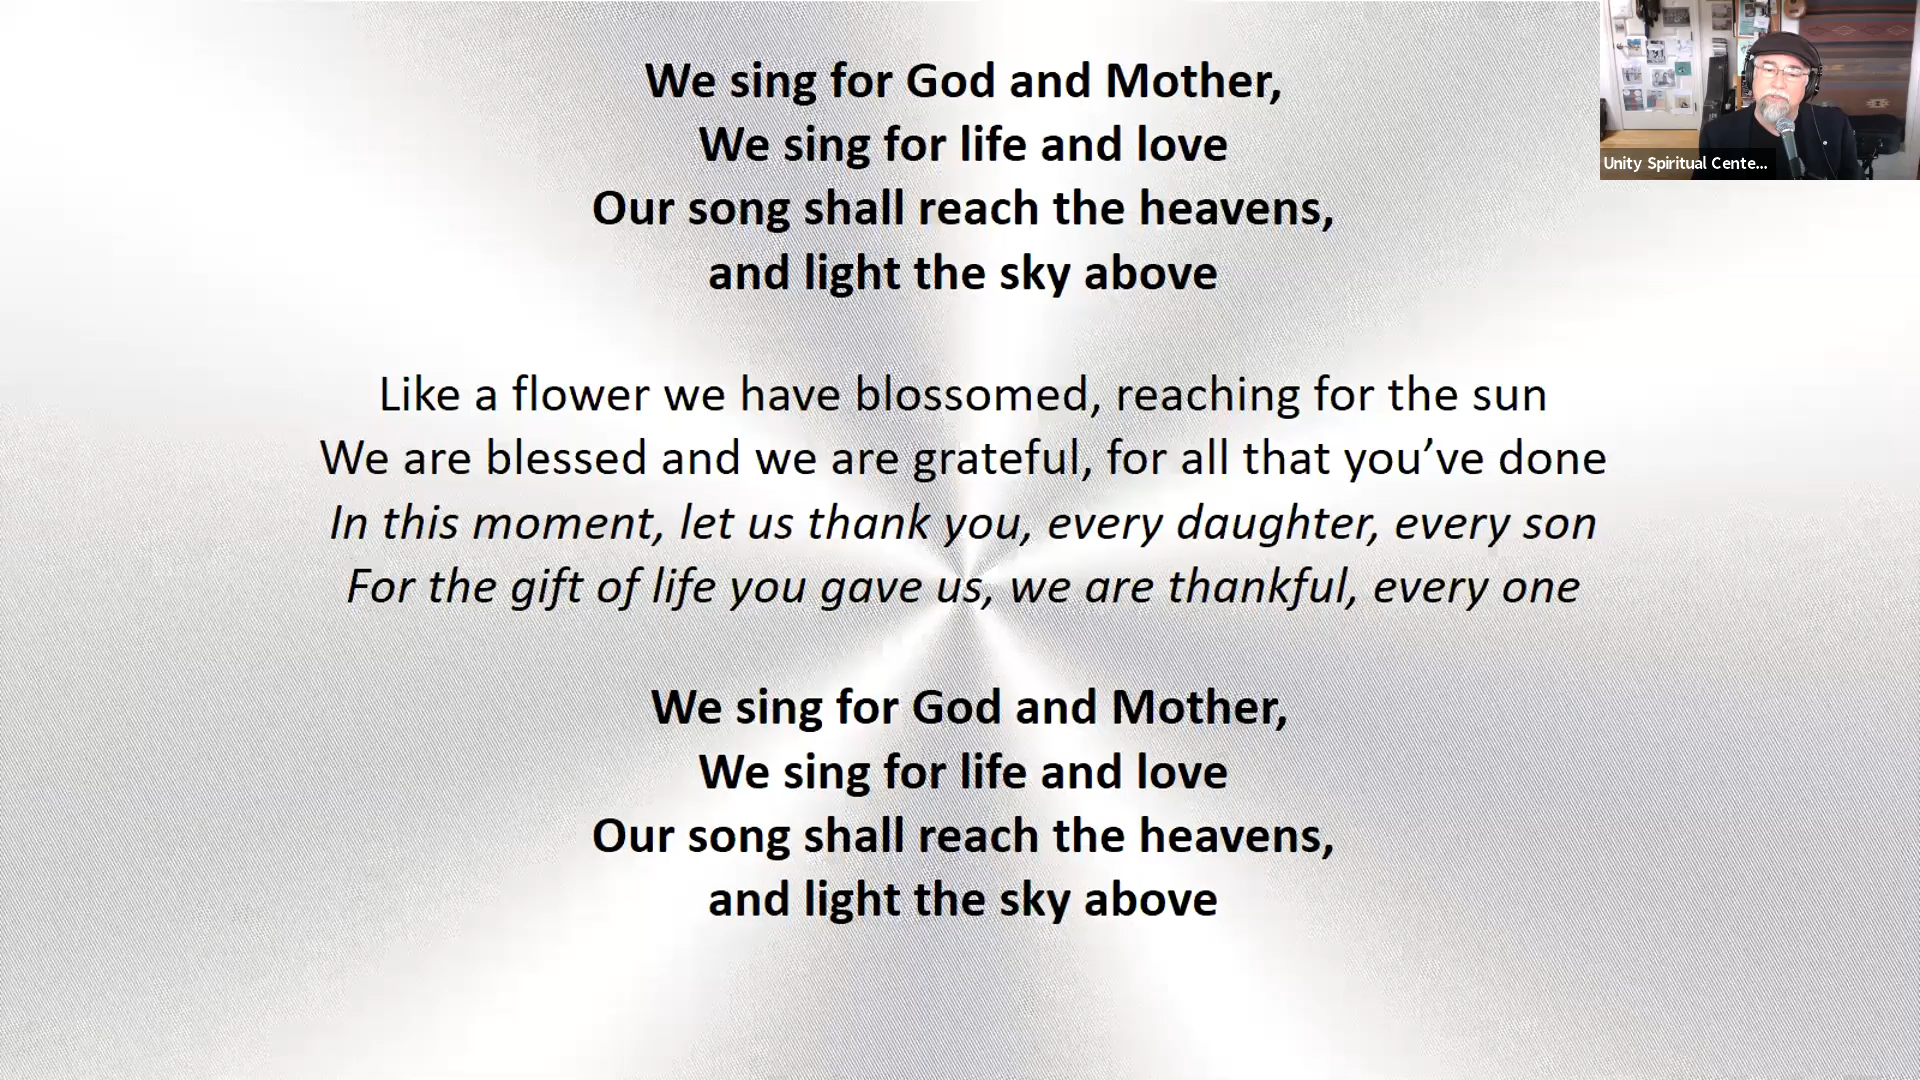 We sing for God and Mother,
We sing for life and love
Our song shall reach the heavens,
and light the sky above
Like a flower we have blossomed, reaching for the sun
We are blessed and we are grateful, for all that you’ve done
In this moment, let us thank you, every daughter, every son
For the gift of life you gave us, we are thankful, every one
We sing for God and Mother,
We sing for life and love
Our song shall reach the heavens,
and light the sky above
Unity Spiritual Cente...